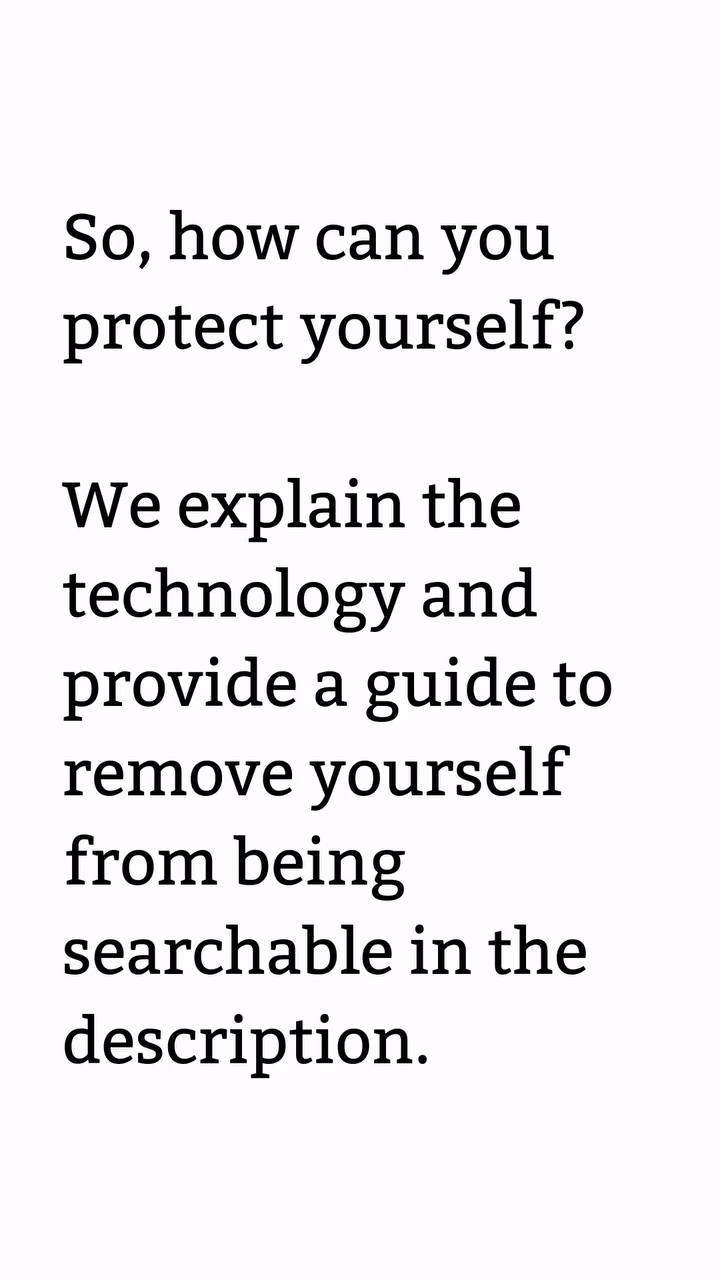 So, how can you
protect yourself?
We explain the
technology and
provide a guide to
remove yourself
from being
searchable in the
description.